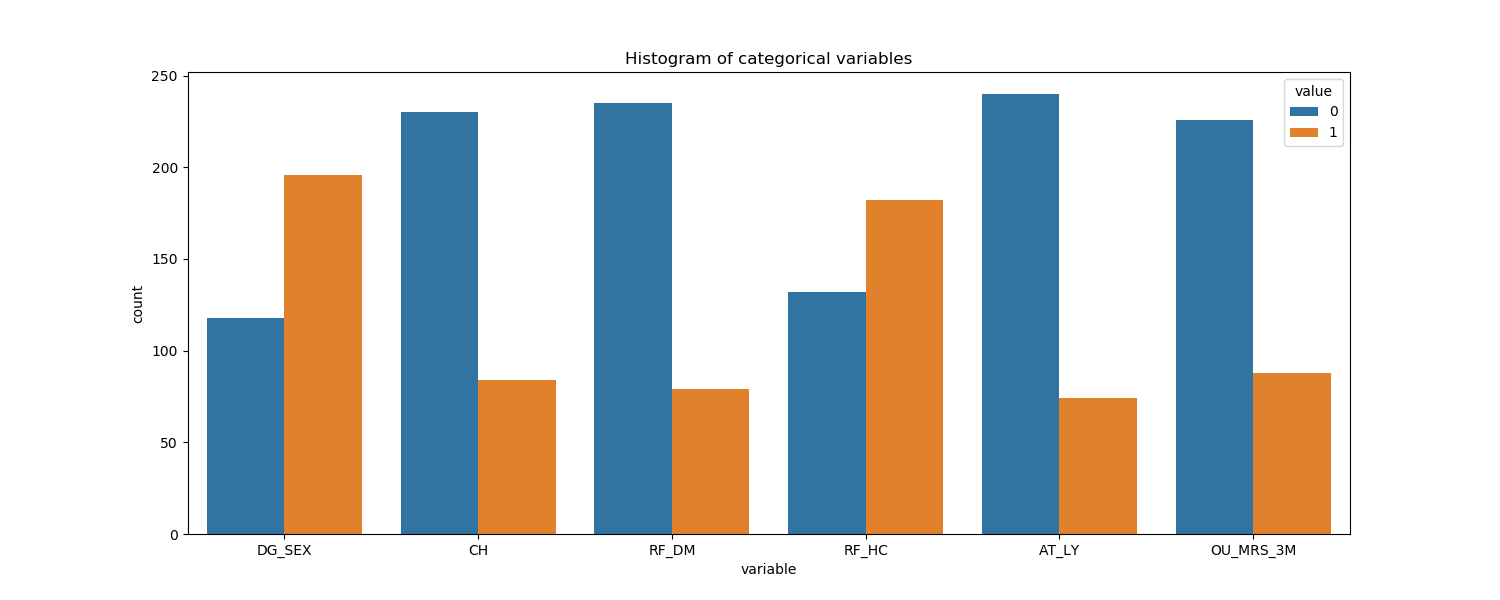 Histogram of categorical variables
250
200
150
100
50
0
count
value
0
1
DG_SEX CH RF_DM RF_HC AT_LY OU_MRS_3M
variable